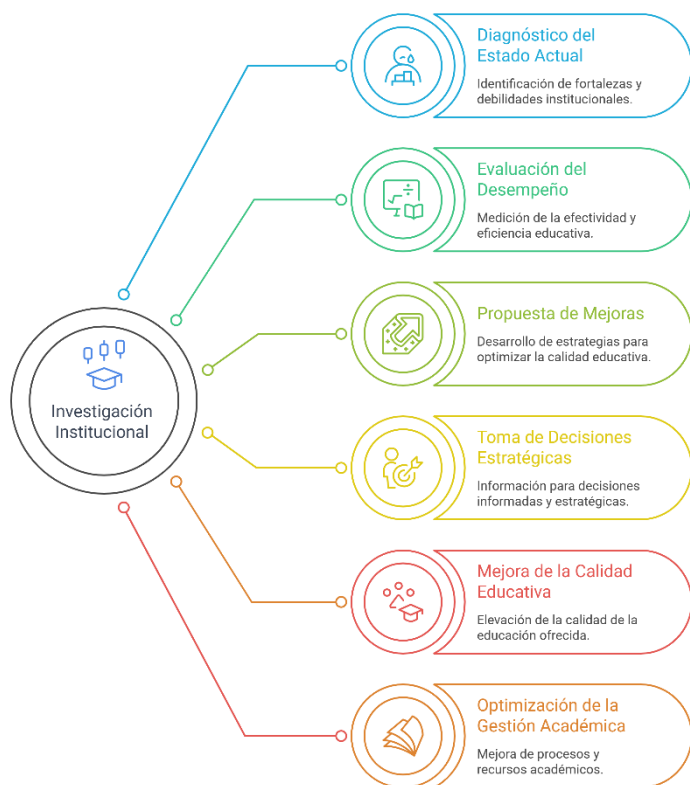 Investigación
Institucional
Diagnóstico del
Estado Actual
Identificación de fortalezas y
debilidades institucionales.
Evaluación del
Desempeño
Medición de la efectividad y
eficiencia educativa.
Propuesta de Mejoras
Desarrollo de estrategias para
optimizar la calidad educativa.
Toma de Decisiones
Estratégicas
Información para decisiones
informadas y estratégicas.
Mejora de la Calidad
Educativa
Elevación de la calidad de la
educación ofrecida.
Optimización de la
Gestión Académica
Mejora de procesos y
recursos académicos.